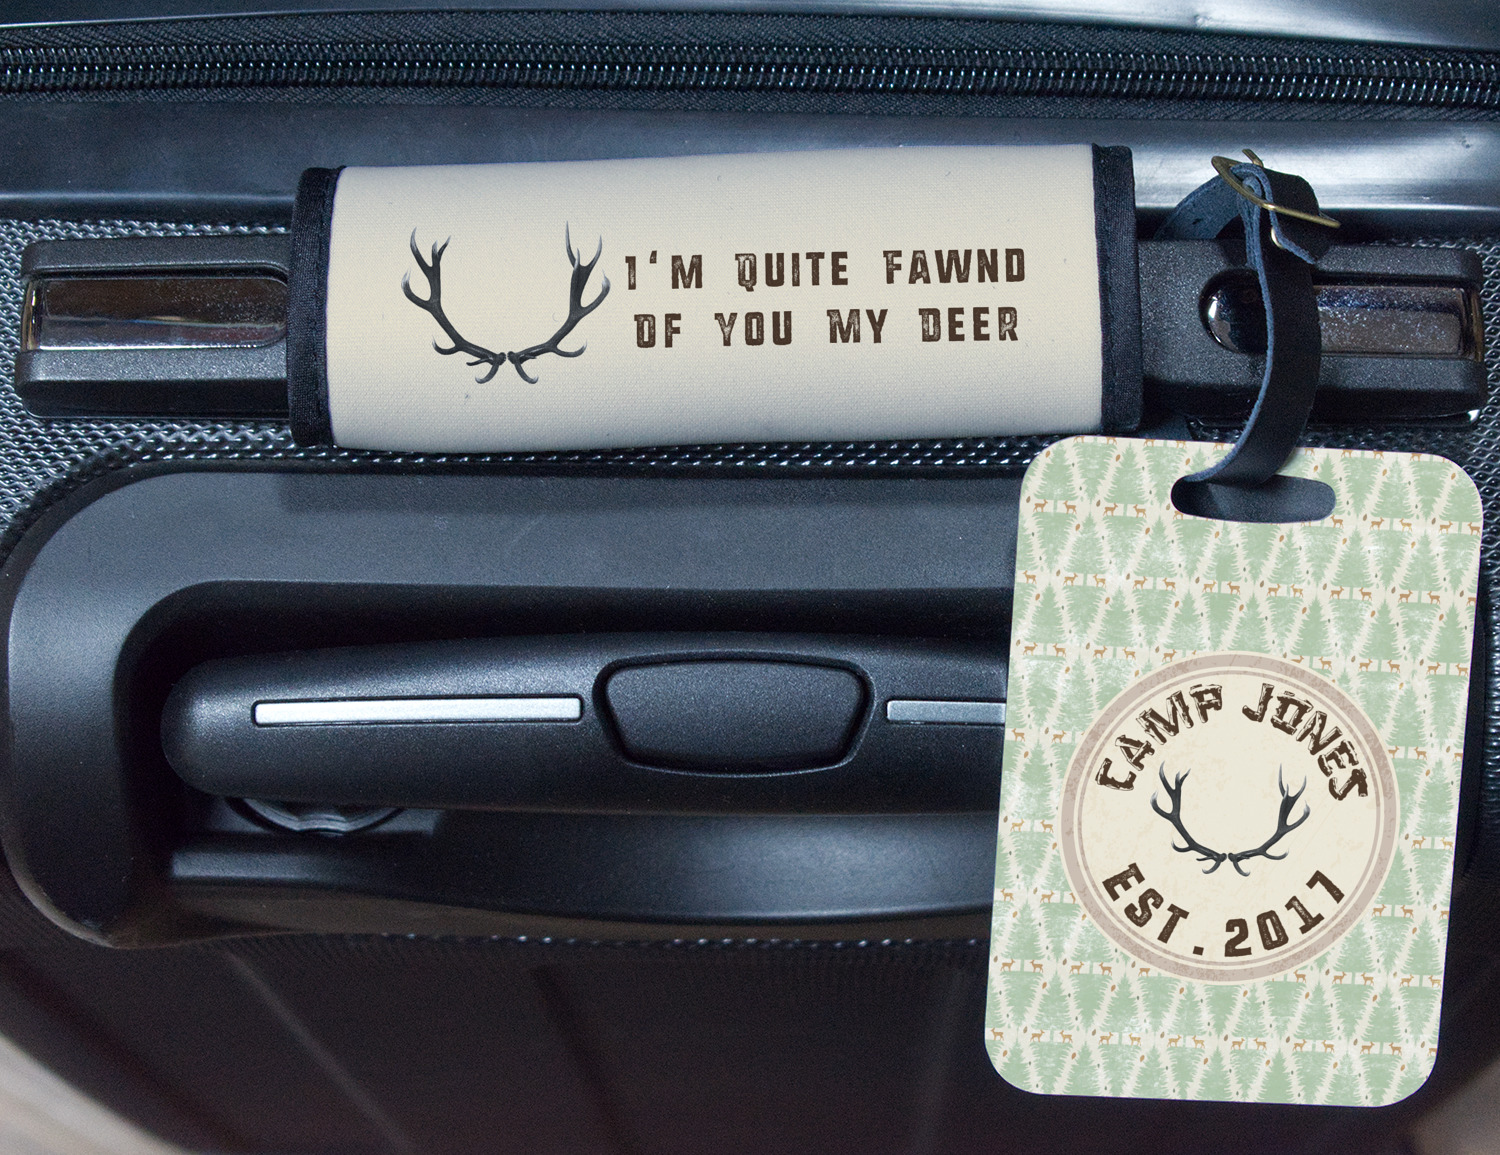 I'M QUITE FAWND
OF YOU MY DEER
CAMP JONES
EST. 2017